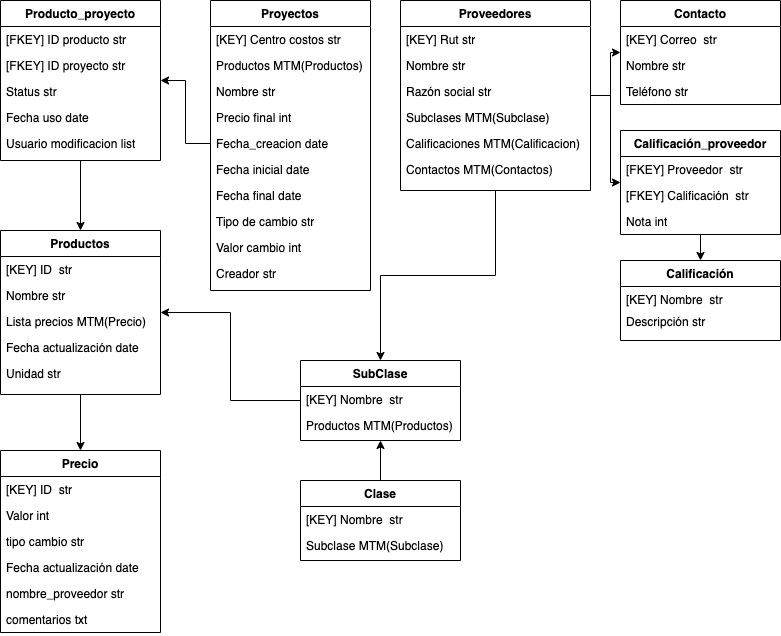 Producto_proyecto
[FKEY] ID producto str
[FKEY] ID proyecto str
Status str
Fecha uso date
Usuario modificacion list
Proyectos
[KEY] Centro costos str
Productos MTM(Productos)
Nombre str
Precio final int
Fecha_creacion date
Fecha inicial date
Fecha final date
Tipo de cambio str
Valor cambio int
Creador str
Proveedores
[KEY] Rut str
Nombre str
Razón social str
Subclases MTM(Subclase)
Calificaciones MTM(Calificacion)
Contactos MTM(Contactos)
Contacto
[KEY] Correo str
Nombre str
Teléfono str
Calificación_proveedor
[FKEY] Proveedor str
[FKEY] Calificación str
Nota int
Calificación
[KEY] Nombre str
Descripción str
Productos
[KEY] ID str
Nombre str
Lista precios MTM(Precio)
Fecha actualización date
Unidad str
SubClase
[KEY] Nombre str
Productos MTM(Productos)
Clase
[KEY] Nombre str
Subclase MTM(Subclase)
Precio
[KEY] ID str
Valor int
tipo cambio str
Fecha actualización date
nombre_proveedor str
comentarios txt